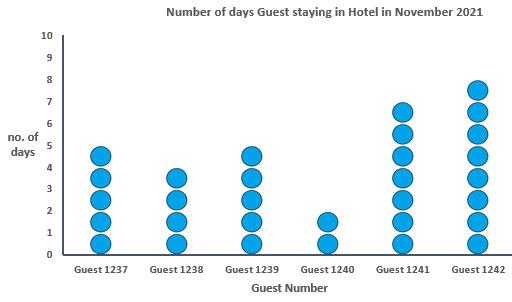 Number of days Guest staying in Hotel in November 2021
10
9
8
7
6
no. of
days
5
4
3
2
1
0
Guest 1237 Guest 1238 Guest 1239 Guest 1240 Guest 1241 Guest 1242
Guest Number